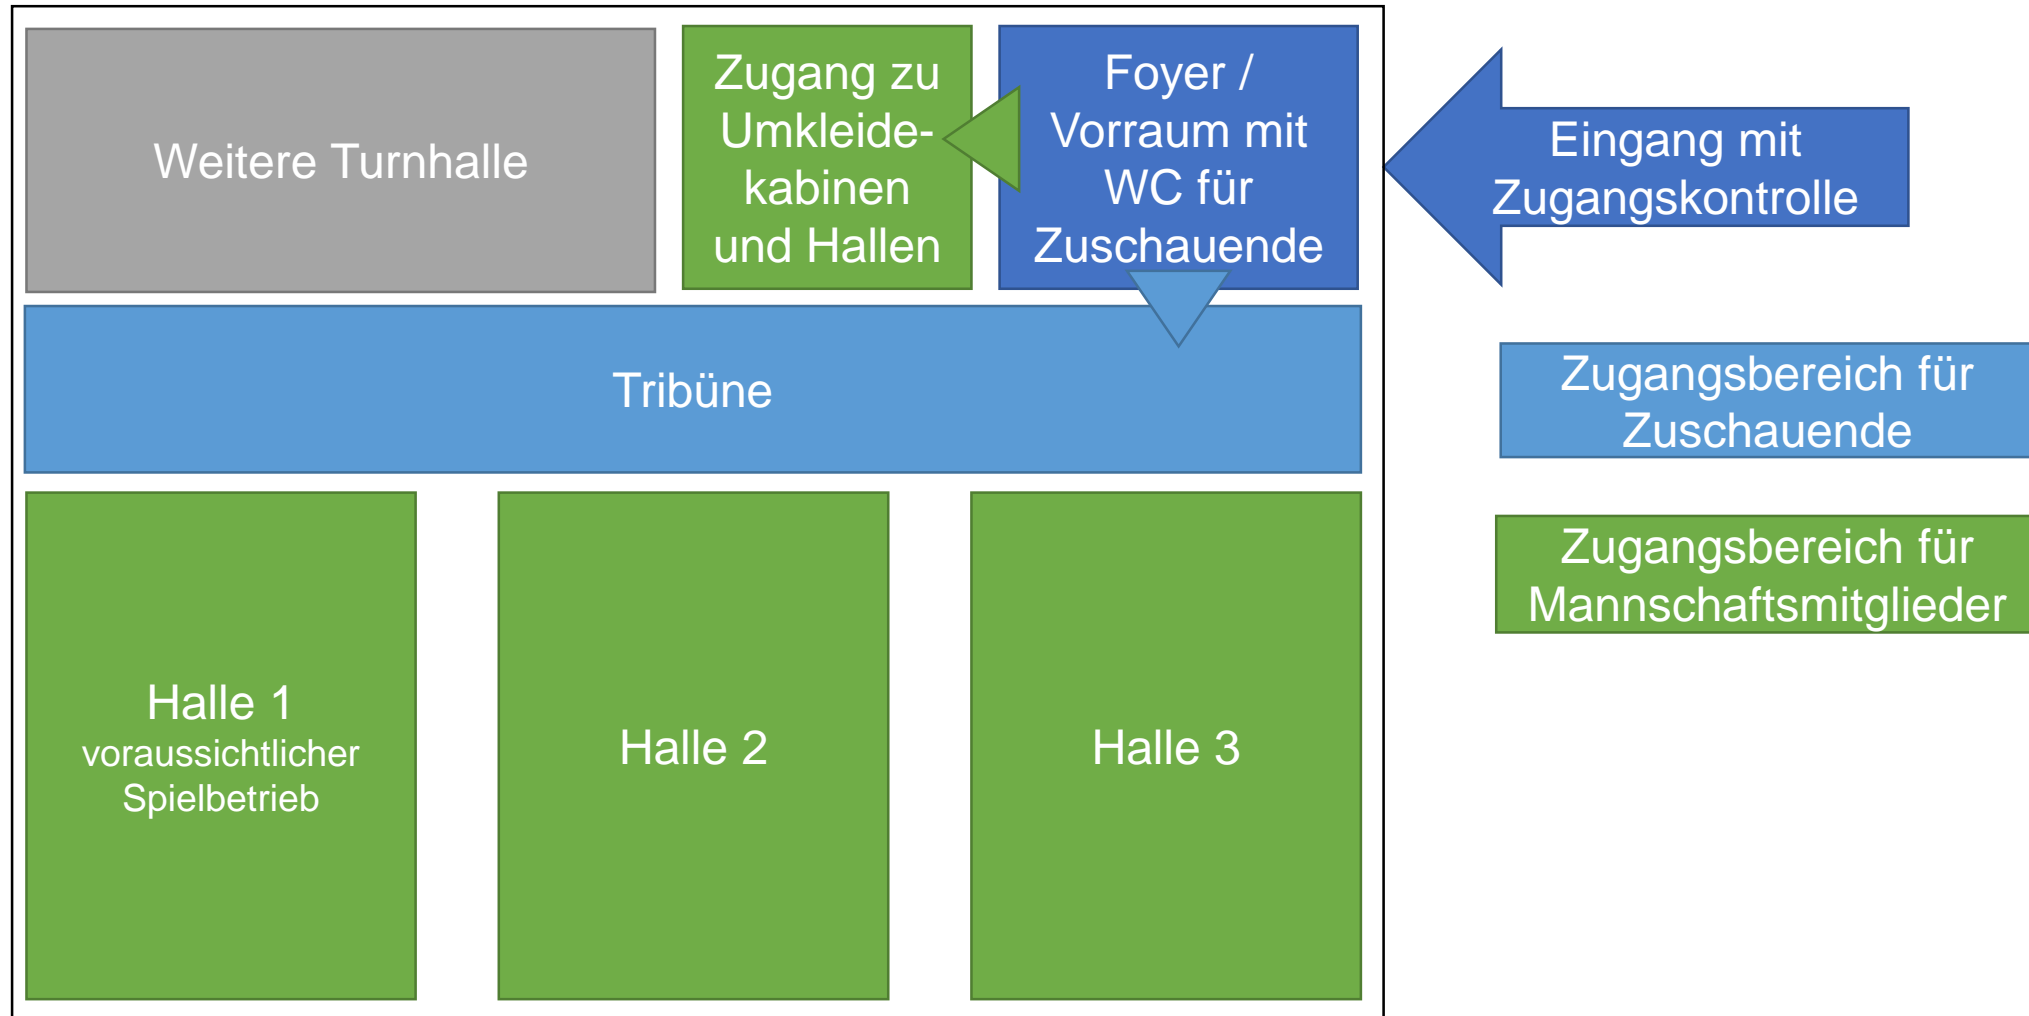 Weitere Turnhalle
Zugang zu
Umkleide-
kabinen
und Hallen
Foyer /
Vorraum mit
WC für
Zuschauende
Eingang mit
Zugangskontrolle
Tribüne
Zugangsbereich für
Zuschauende
Zugangsbereich für
Mannschaftsmitglieder
Halle 1
voraussichtlicher
Spielbetrieb
Halle 2
Halle 3